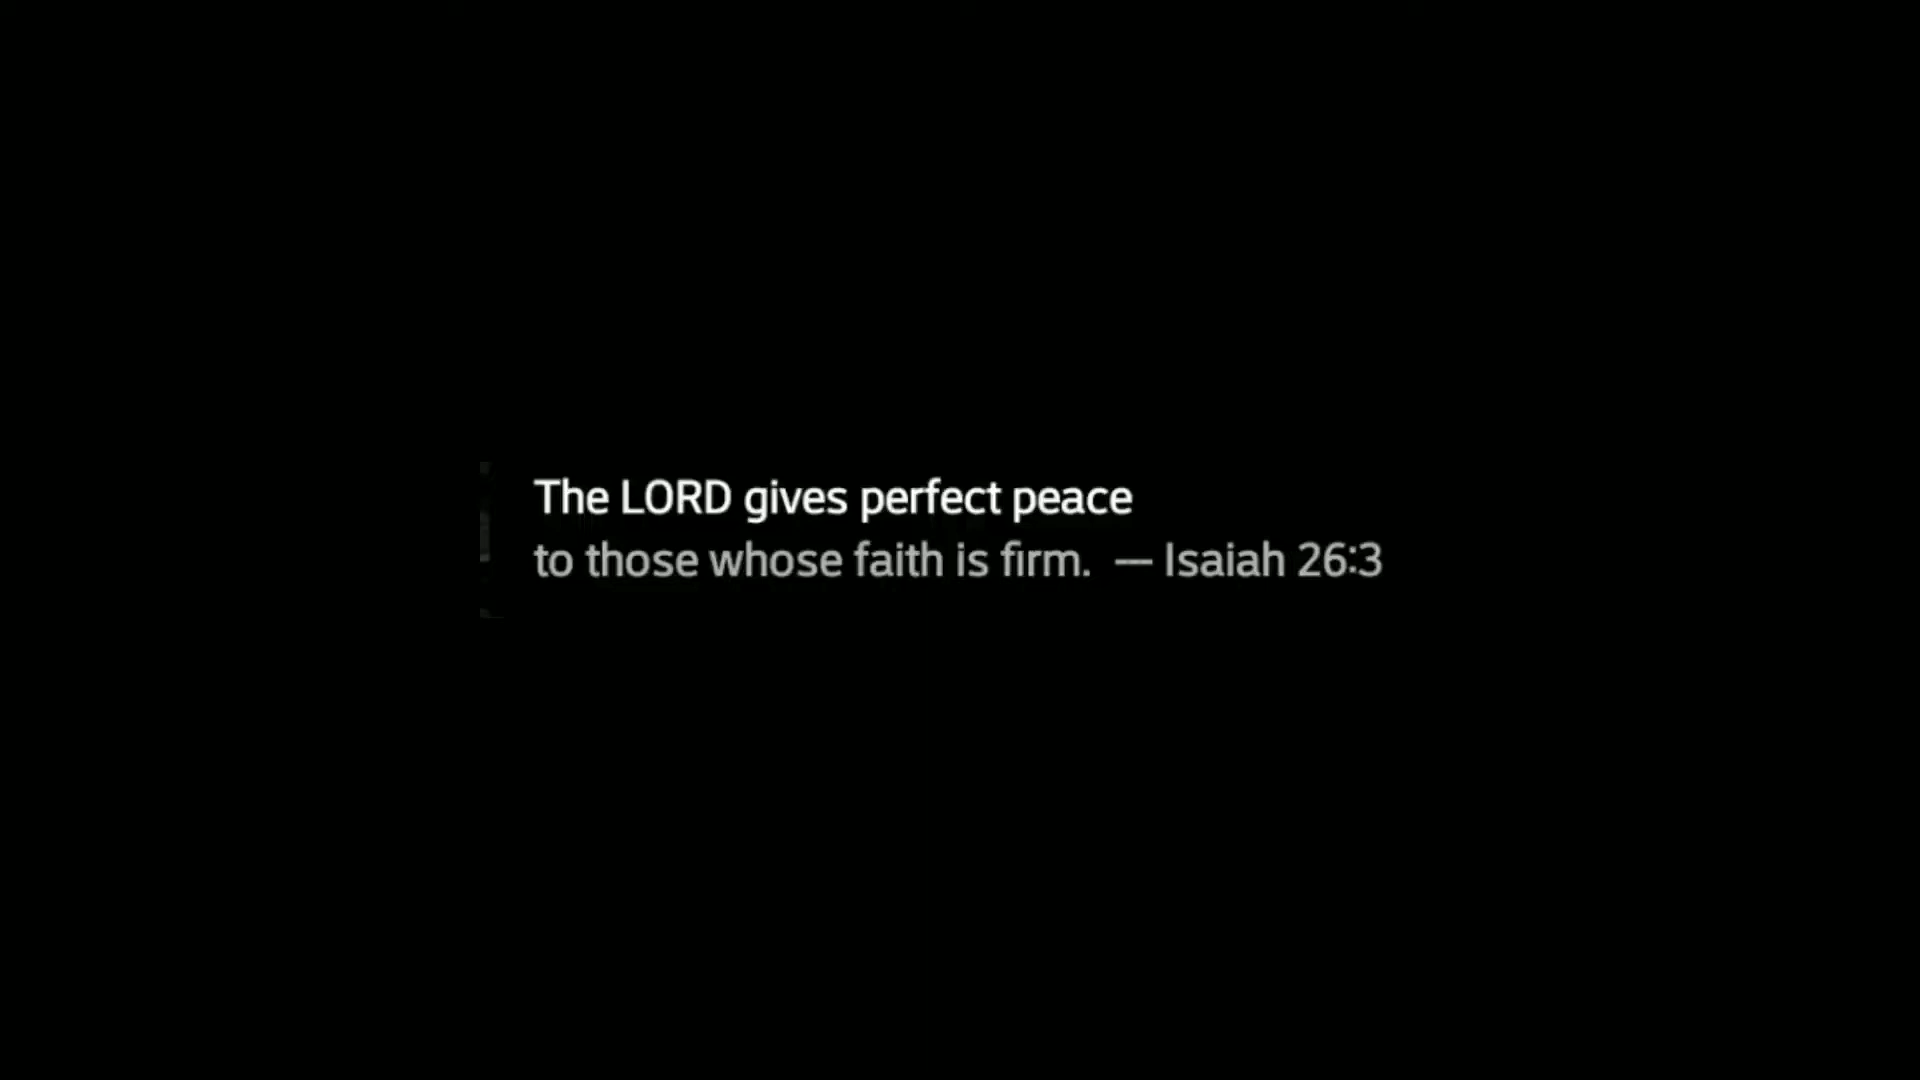 The LORD gives perfect peace
to those whose faith is firm. — Isaiah 26:3